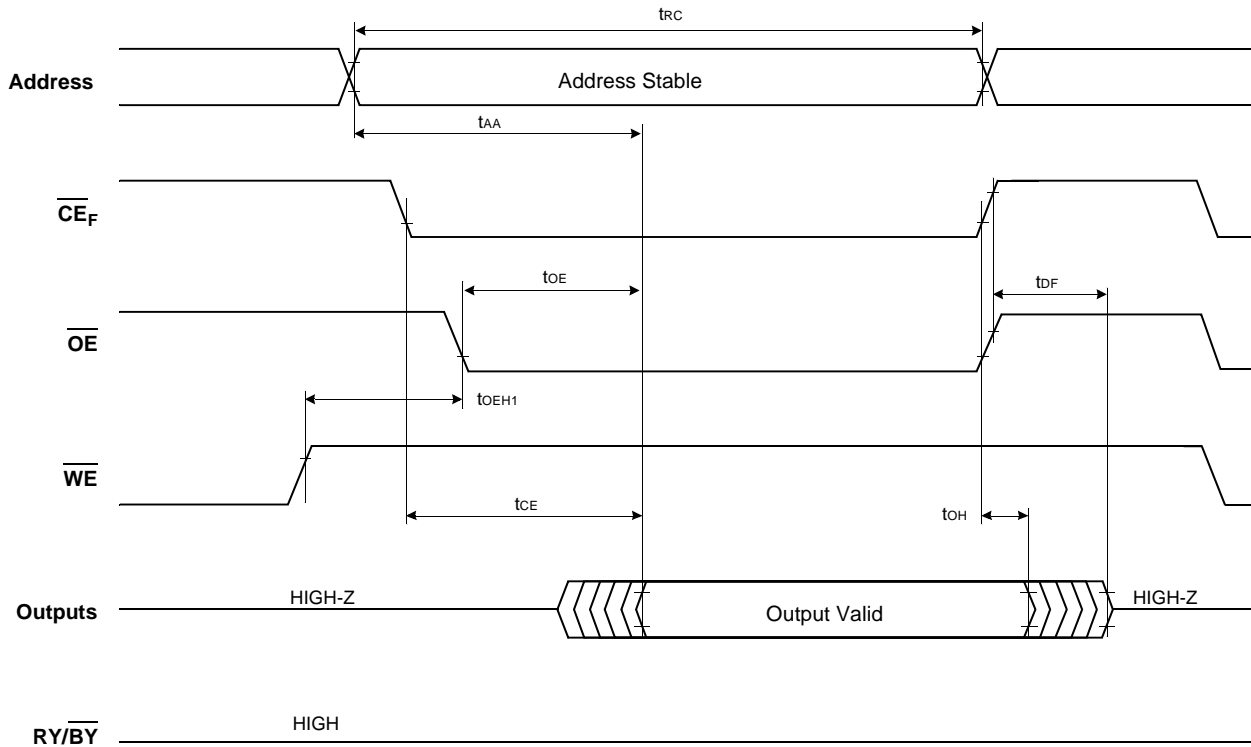 tRC
Address
Address Stable
tAA
CEF
tOE
tDF
OE
tOEH1
WE
tCE
tOH
Outputs
HIGH-Z
Output Valid
HIGH-Z
RY/BY
HIGH